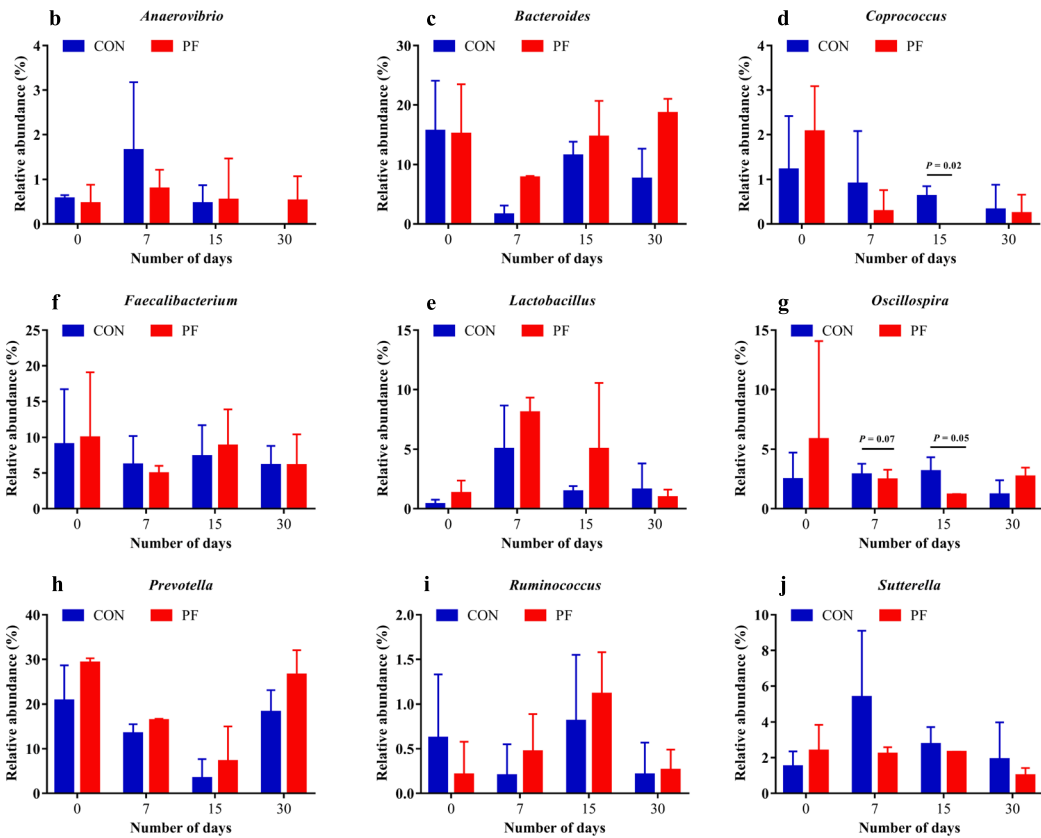 b Anaerovibrio
CON PF
Relative abundance (%)
4
3
2
1
0
0 7 15 30
Number of days
c Bacteroides
CON PF
Relative abundance (%)
30
20
10
0
0 7 15 30
Number of days
d Coprococcus
CON PF
Relative abundance (%)
4
3
2
1
0
P = 0.02
0 7 15 30
Number of days
f Faecalibacterium
CON PF
Relative abundance (%)
25
20
15
10
5
0
0 7 15 30
Number of days
e Lactobacillus
CON PF
Relative abundance (%)
15
10
5
0
0 7 15 30
Number of days
g Oscillospira
CON PF
Relative abundance (%)
15
10
5
0
P = 0.07 P = 0.05
0 7 15 30
Number of days
h Prevotella
CON PF
Relative abundance (%)
40
30
20
10
0
0 7 15 30
Number of days
i Ruminococcus
CON PF
Relative abundance (%)
2.0
1.5
1.0
0.5
0.0
0 7 15 30
Number of days
j Sutterella
CON PF
Relative abundance (%)
10
8
6
4
2
0
0 7 15 30
Number of days